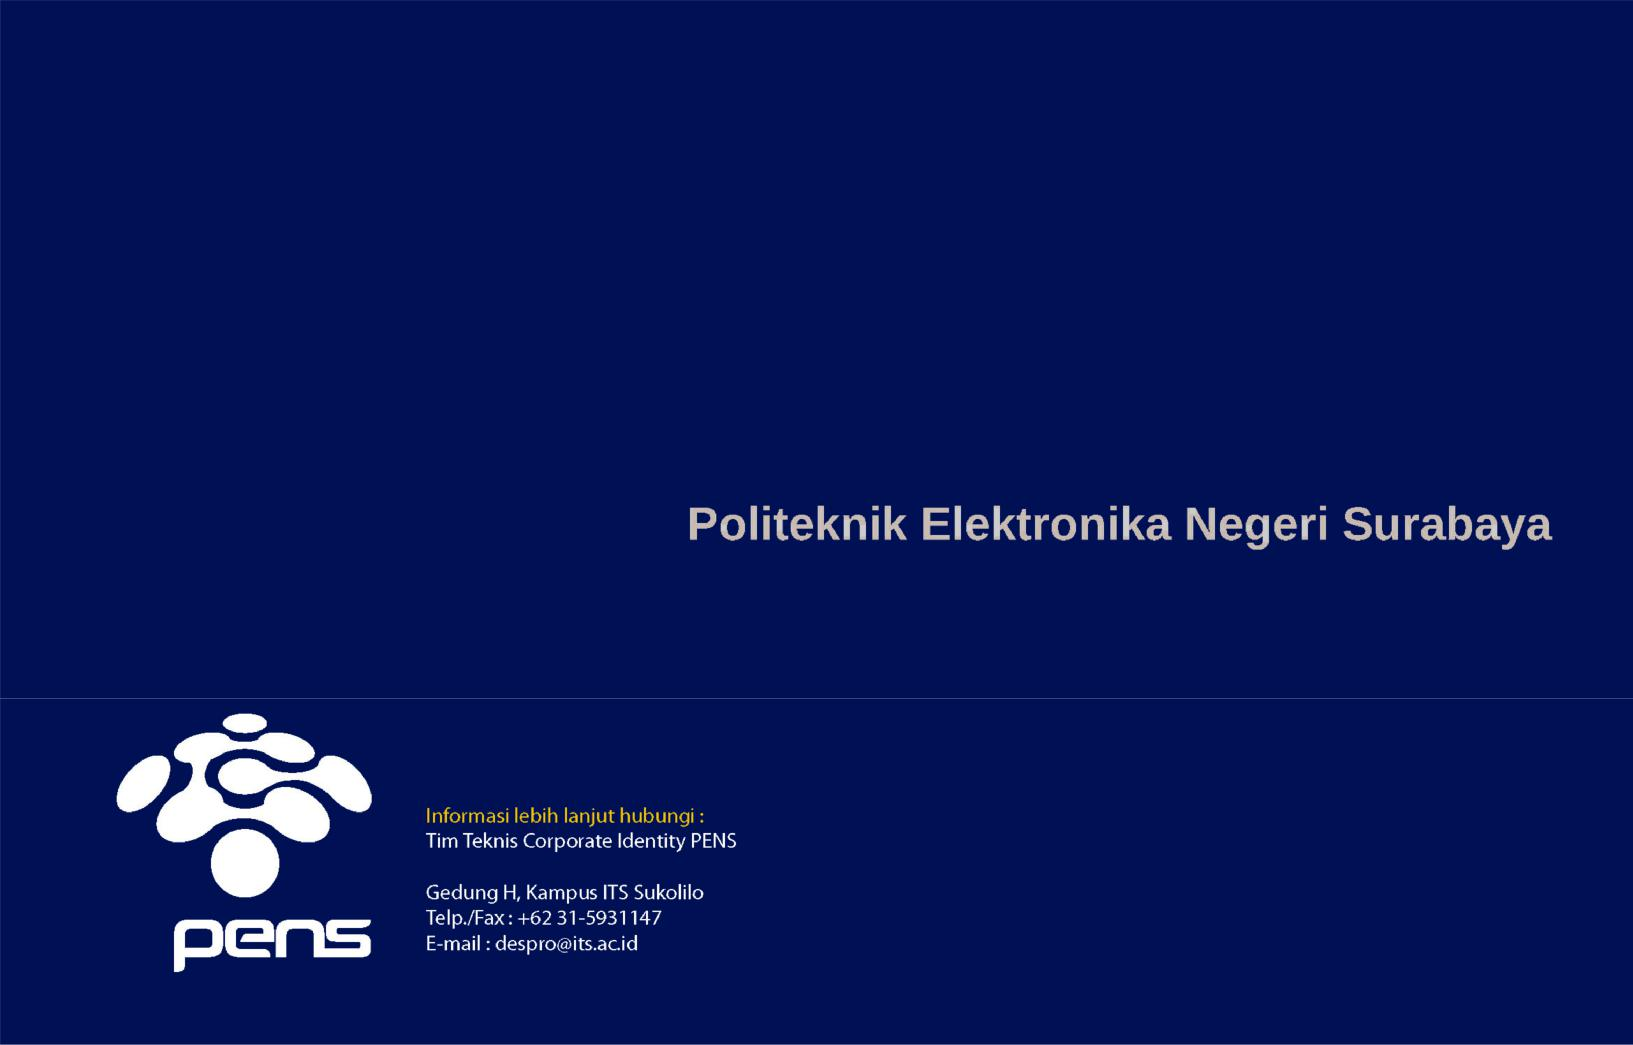 Politeknik Elektronika Negeri Surabaya
pens
Informasi lebih lanjut hubungi :
Tim Teknis Corporate Identity PENS
Gedung H, Kampus ITS Sukolilo
Telp./Fax : +62 31-5931147
E-mail : despro@its.ac.id